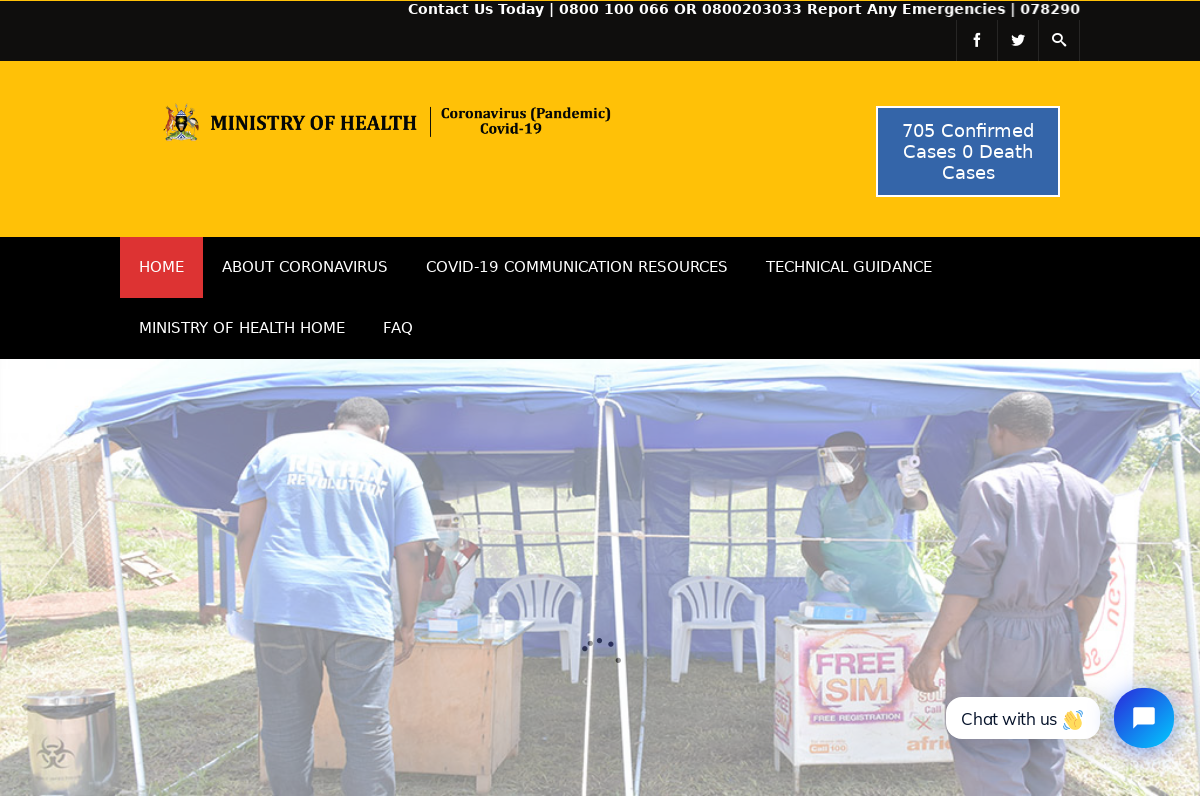 Contact Us Today | 0800 100 066 OR 0800203033 Report Any Emergencies | 078290
MINISTRY OF HEALTH
Coronavirus (Pandemic)
Covid-19
705 Confirmed
Cases 0 Death
Cases
HOME
ABOUT CORONAVIRUS
COVID-19 COMMUNICATION RESOURCES
TECHNICAL GUIDANCE
MINISTRY OF HEALTH HOME
FAQ
REVOLUTION
FREE
SIM
FREE REGISTRATION
Call 100
Chat with us 👋